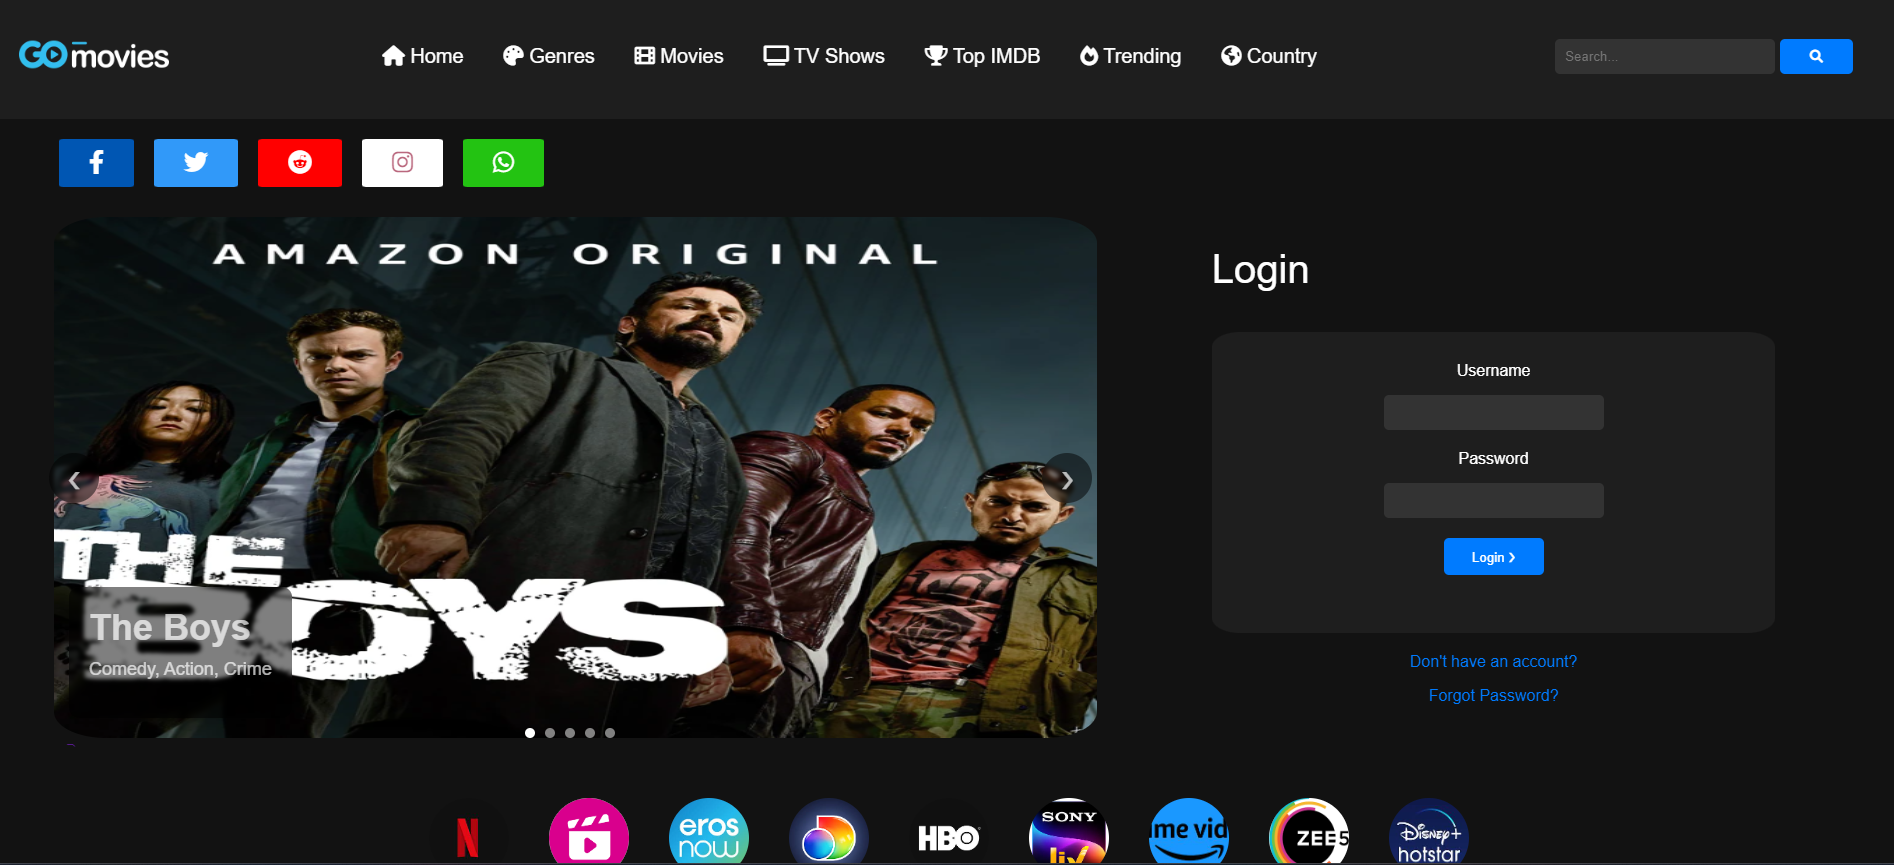 GOmovies
Home
Genres
Movies
TV Shows
Top IMDB
Trending
Country
Search...
AMAZON ORIGINAL
THE
BOYS
The Boys
Comedy, Action, Crime
Login
Username
Password
Login
Don't have an account?
Forgot Password?
N
eros
now
HBO
SONY
liv
me vid
ZEE5
Disney+
hotstar